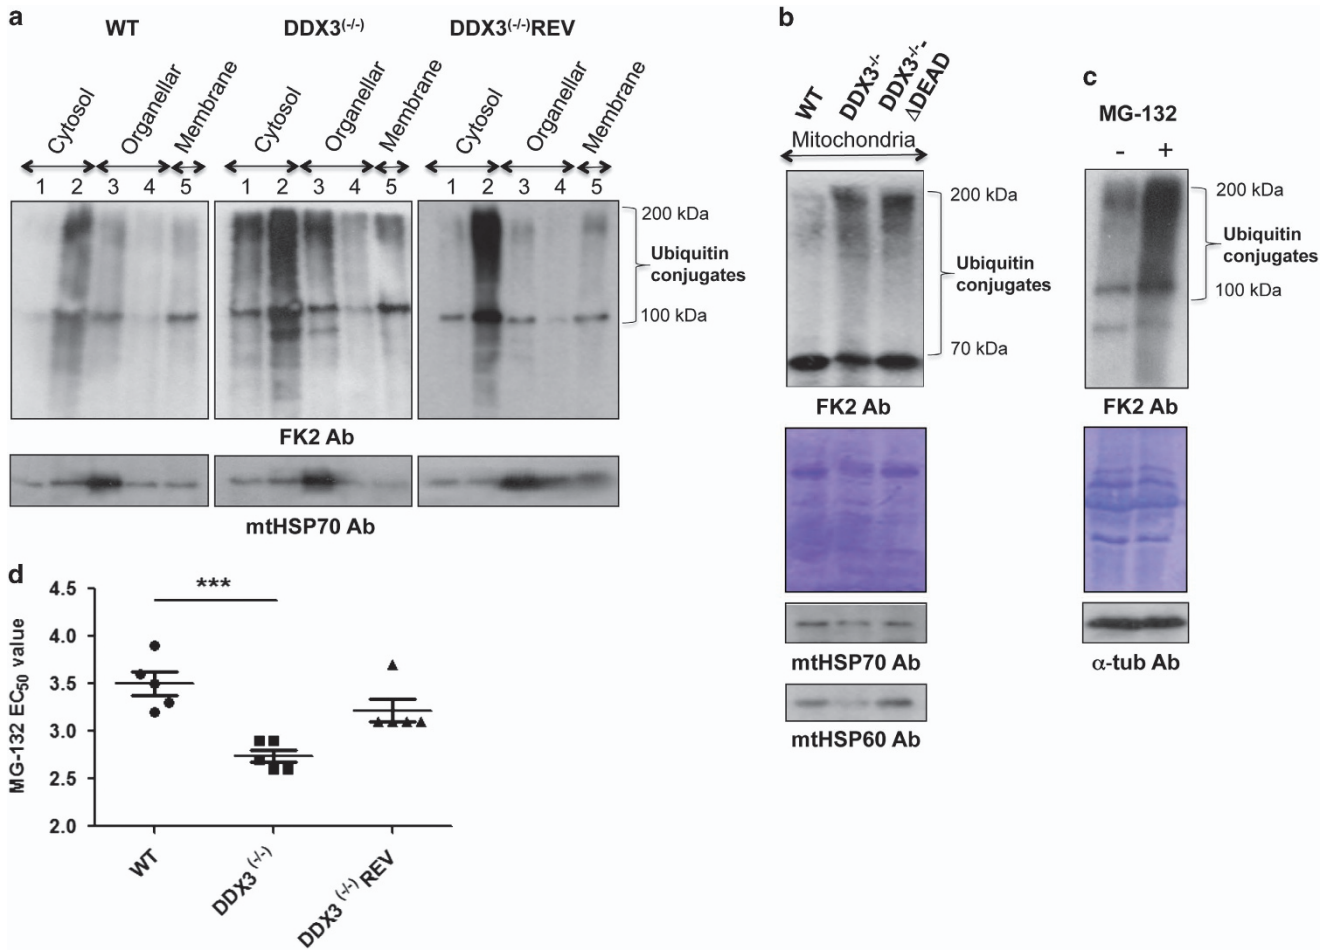 a
WT
DDX3(-/-)
DDX3(-/-)REV
Cytosol
Organellar
Membrane
Cytosol
Organellar
Membrane
Cytosol
Organellar
Membrane
1 2 3 4 5
1 2 3 4 5
1 2 3 4 5
200 kDa
Ubiquitin
conjugates
100 kDa
FK2 Ab
mtHSP70 Ab
b
WT
DDX3-/-
DDX3-/--
ΔDEAD
Mitochondria
200 kDa
Ubiquitin
conjugates
70 kDa
FK2 Ab
mtHSP70 Ab
mtHSP60 Ab
c
MG-132
- +
200 kDa
Ubiquitin
conjugates
100 kDa
FK2 Ab
α-tub Ab
d
MG-132 EC50 value
4.5
4.0
3.5
3.0
2.5
2.0
***
WT
DDX3 (-/-)
DDX3 (-/-) REV